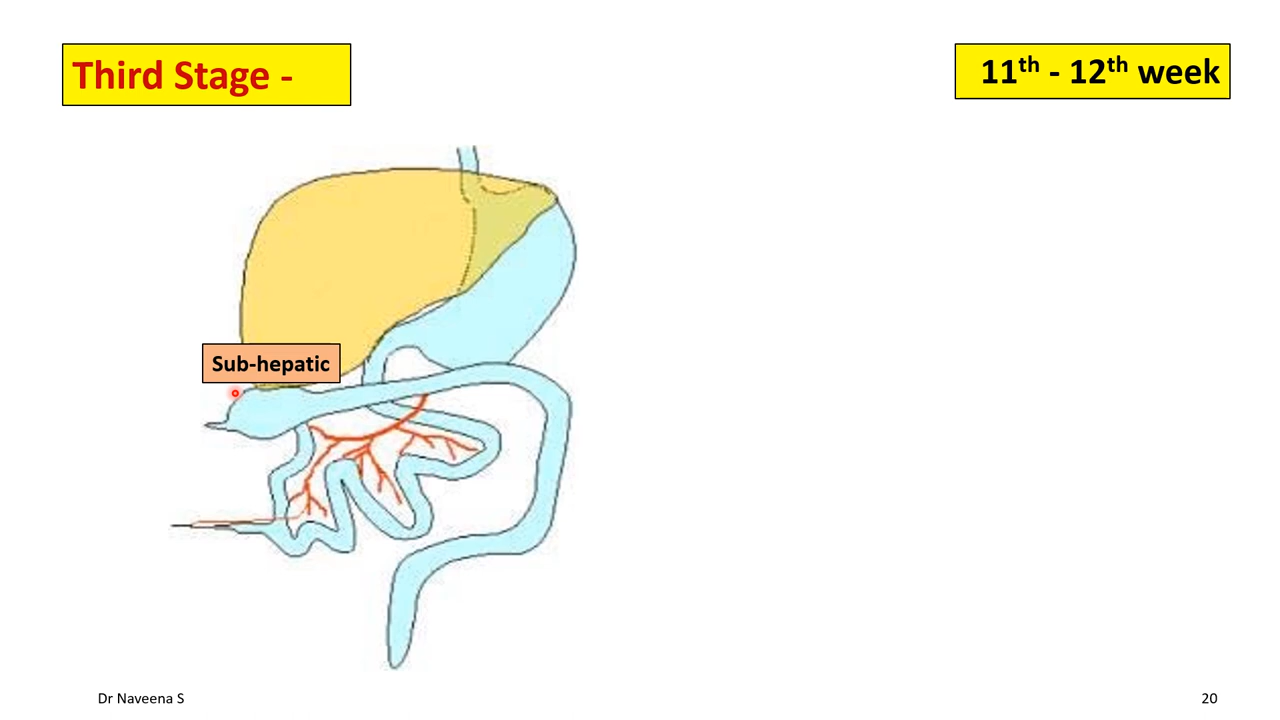 Third Stage -
11th - 12th week
Sub-hepatic
Dr Naveena S
20